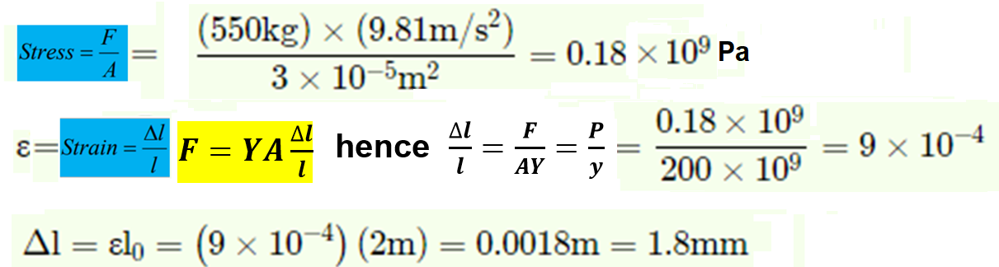 Stress = F/A = (550kg) × (9.81m/s²) / 3 × 10⁻⁵m² = 0.18 × 10⁹ Pa
ε=Strain = Δl/l F = YA Δl/l hence Δl/l = F/AY = P/y = 0.18 × 10⁹ / 200 × 10⁹ = 9 × 10⁻⁴
Δl = εl₀ = (9 × 10⁻⁴) (2m) = 0.0018m = 1.8mm